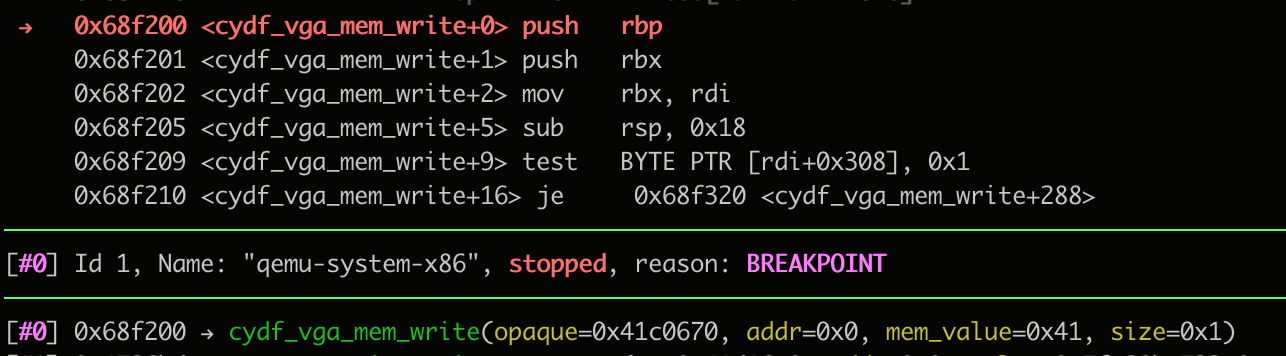 → 0x68f200 <cydf_vga_mem_write+0> push rbp
0x68f201 <cydf_vga_mem_write+1> push rbx
0x68f202 <cydf_vga_mem_write+2> mov rbx, rdi
0x68f205 <cydf_vga_mem_write+5> sub rsp, 0x18
0x68f209 <cydf_vga_mem_write+9> test BYTE PTR [rdi+0x308], 0x1
0x68f210 <cydf_vga_mem_write+16> je 0x68f320 <cydf_vga_mem_write+288>
[#0] Id 1, Name: "qemu-system-x86", stopped, reason: BREAKPOINT
[#0] 0x68f200 → cydf_vga_mem_write(opaque=0x41c0670, addr=0x0, mem_value=0x41, size=0x1)